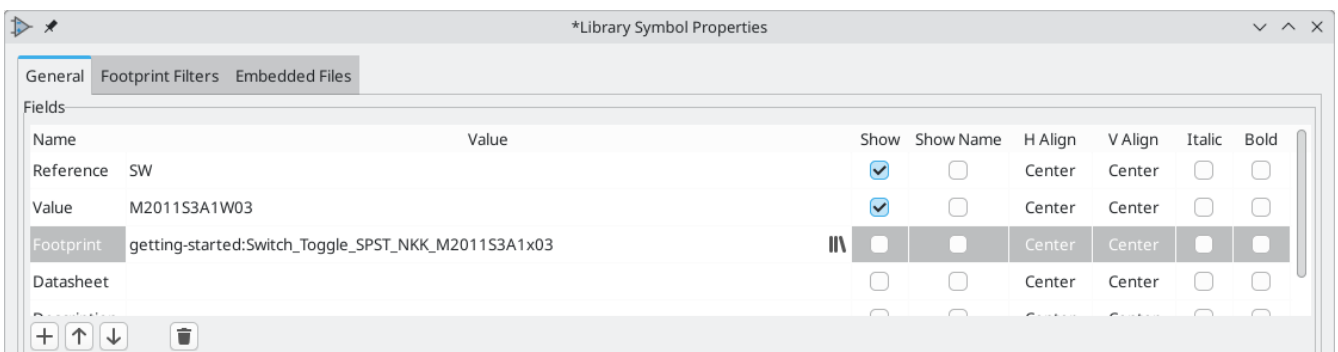 *Library Symbol Properties
General Footprint Filters Embedded Files
Fields
Name Value Show Show Name H Align V Align Italic Bold
Reference SW Center Center
Value M2011S3A1W03 Center Center
Footprint getting-started:Switch_Toggle_SPST_NKK_M2011S3A1x03 Center Center
Datasheet Center Center